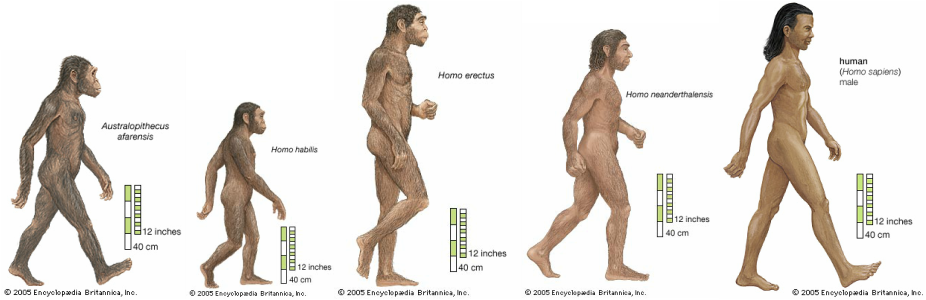 Australopithecus
afarensis
12 inches
40 cm
© 2005 Encyclopædia Britannica, Inc.
Homo habilis
12 inches
40 cm
© 2005 Encyclopædia Britannica, Inc.
Homo erectus
12 inches
40 cm
© 2005 Encyclopædia Britannica, Inc.
Homo neanderthalensis
12 inches
40 cm
© 2005 Encyclopædia Britannica, Inc.
human
(Homo sapiens)
male
12 inches
40 cm
© 2005 Encyclopædia Britannica, Inc.